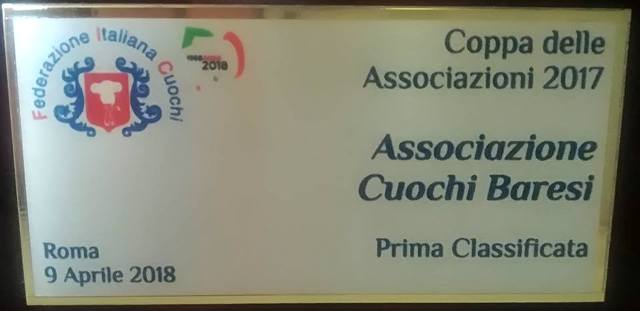 Federazione Italiana Cuochi
2018
Coppa delle
Associazioni 2017
Associazione
Cuochi Baresi
Prima Classificata
Roma
9 Aprile 2018